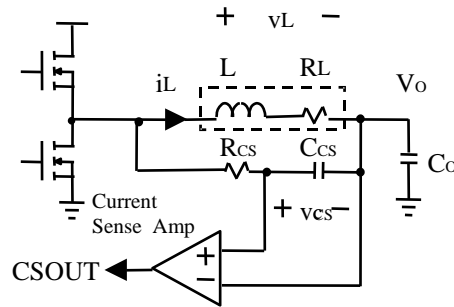 + vL −
iL L RL VO
RCS CCS CO
Current
Sense Amp
+ vcs −
CSOUT
+
−